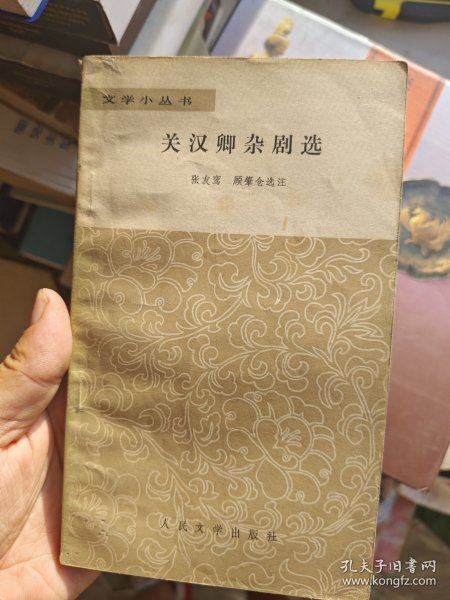 文学小丛书
关汉卿杂剧选
张友鸾 顾肇仓选注
人民文学出版社
孔夫子旧书网
www.kongfz.com